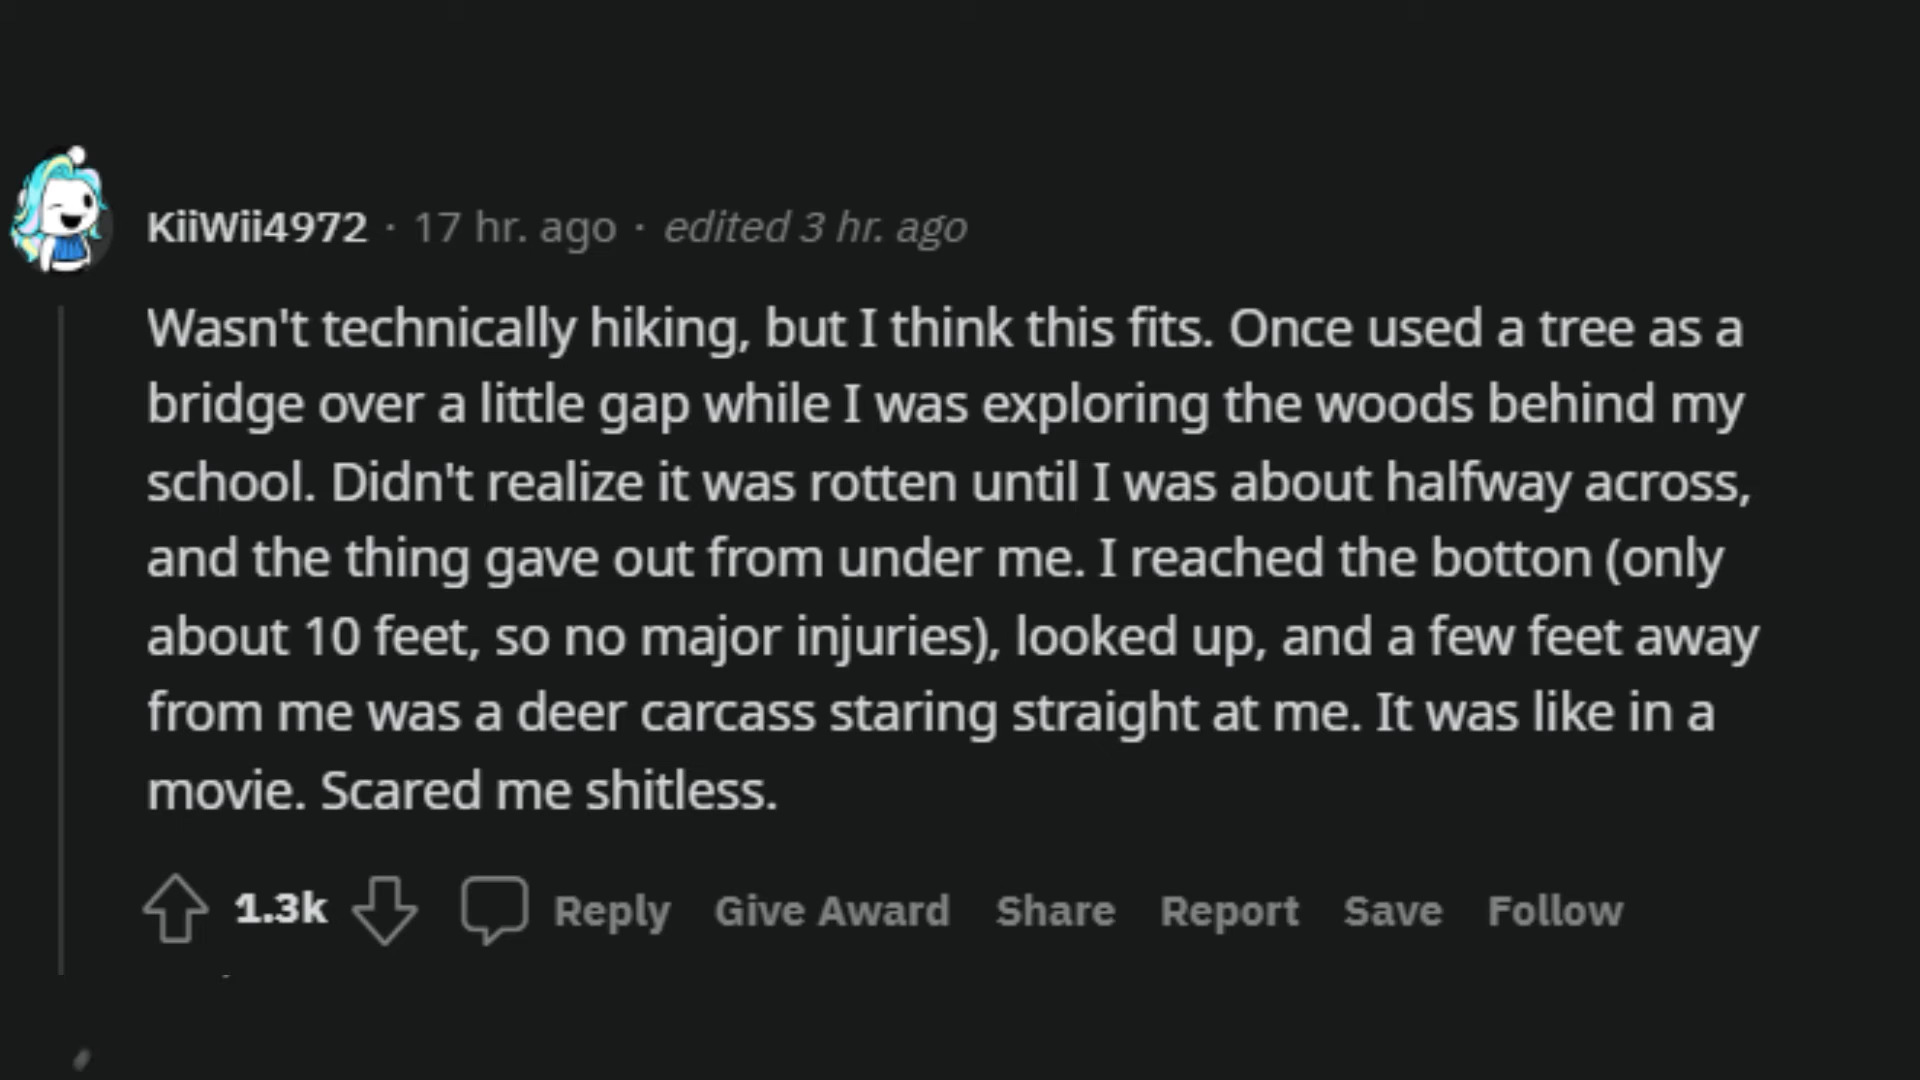 KiiWii4972 · 17 hr. ago · edited 3 hr. ago
Wasn't technically hiking, but I think this fits. Once used a tree as a
bridge over a little gap while I was exploring the woods behind my
school. Didn't realize it was rotten until I was about halfway across,
and the thing gave out from under me. I reached the botton (only
about 10 feet, so no major injuries), looked up, and a few feet away
from me was a deer carcass staring straight at me. It was like in a
movie. Scared me shitless.
1.3k Reply Give Award Share Report Save Follow